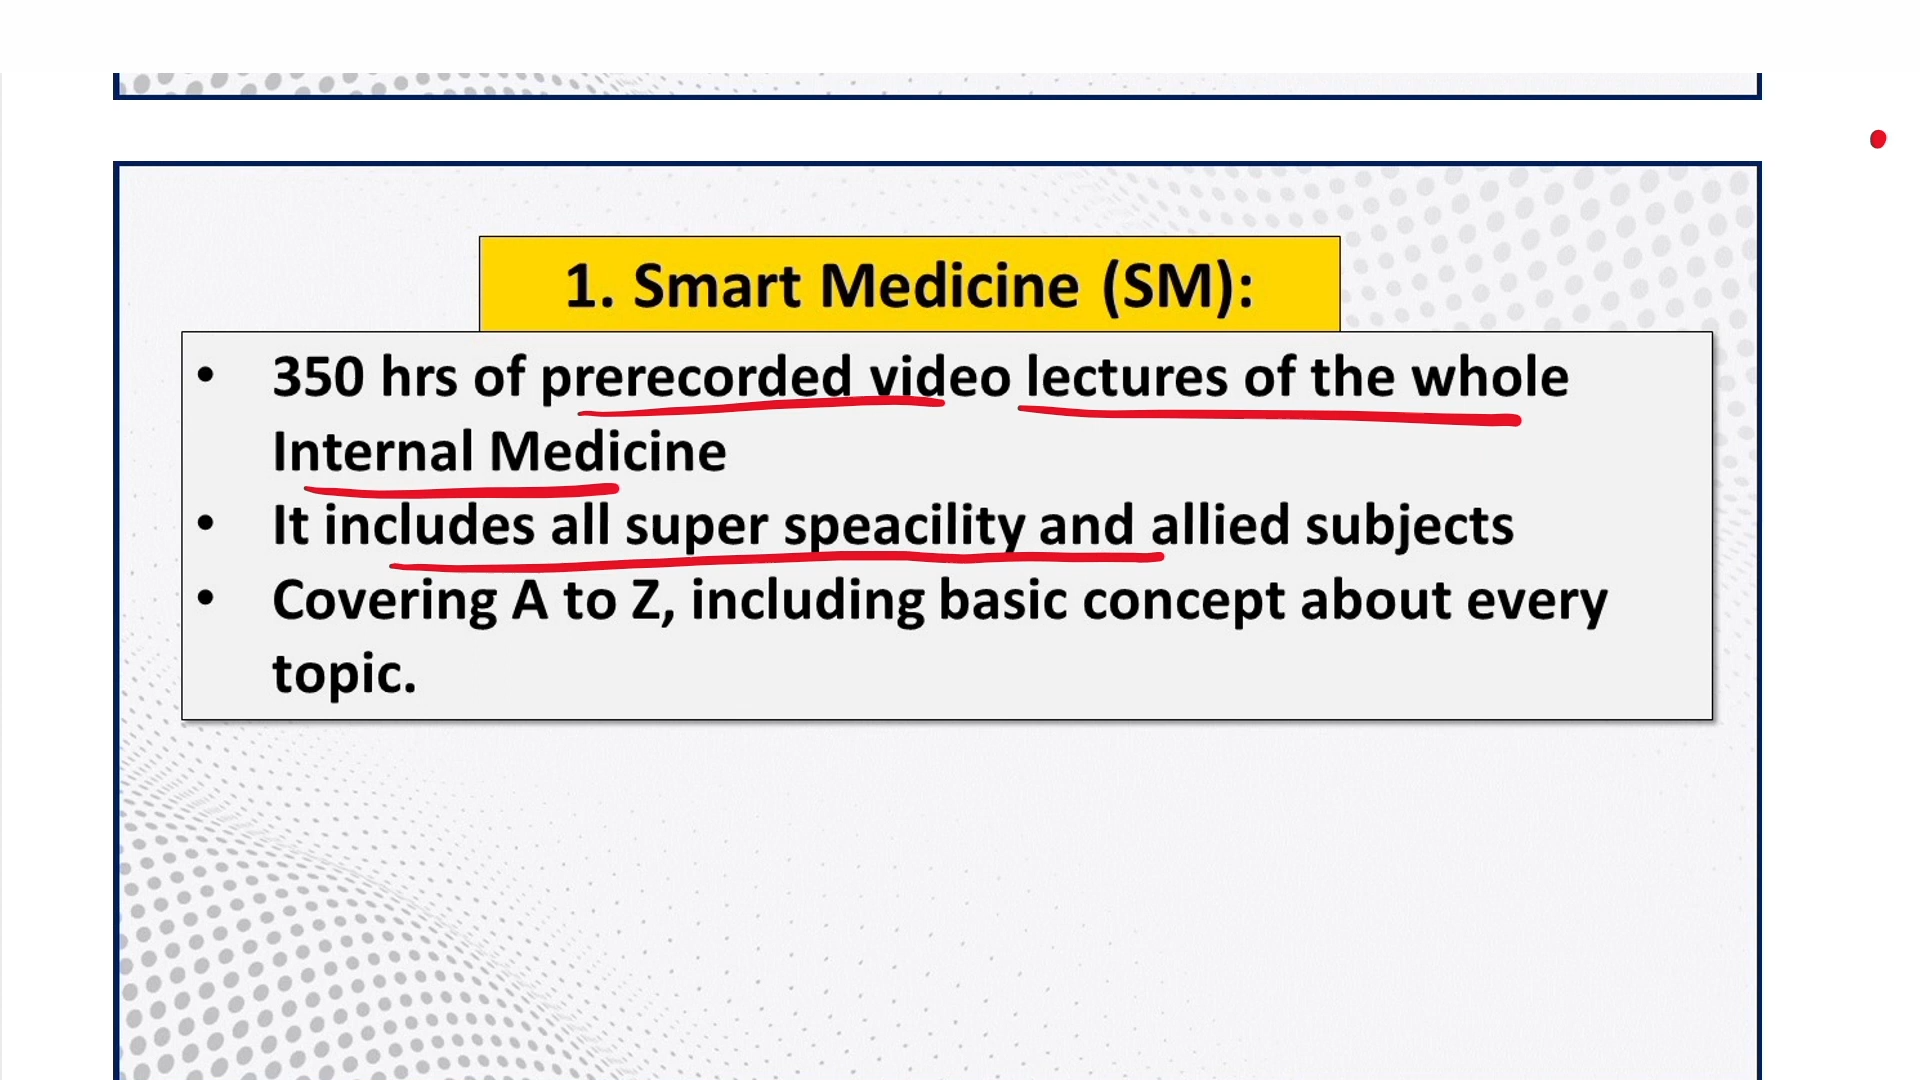 1. Smart Medicine (SM):
• 350 hrs of prerecorded video lectures of the whole
Internal Medicine
• It includes all super speacility and allied subjects
• Covering A to Z, including basic concept about every
topic.